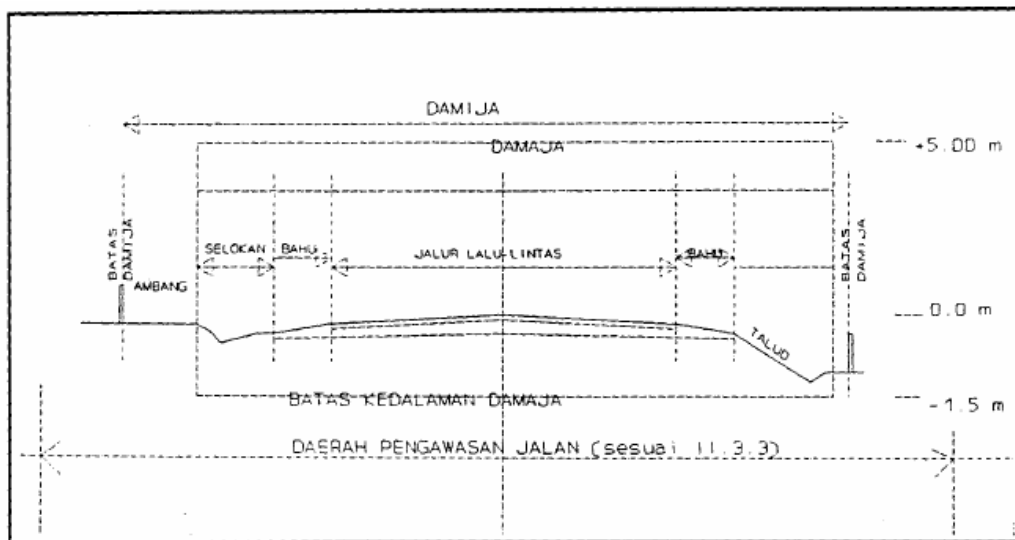 DAMIJA
DAMAJA
+5.00 m
BATAS
DAMIJA
SELOKAN
BAHU
JALUR LALU-LINTAS
BAHU
BATAS
DAMIJA
AMBANG
0.0 m
TALUD
BATAS KEDALAMAN DAMAJA
-1.5 m
DAERAH PENGAWASAN JALAN (sesuai II.3.3)